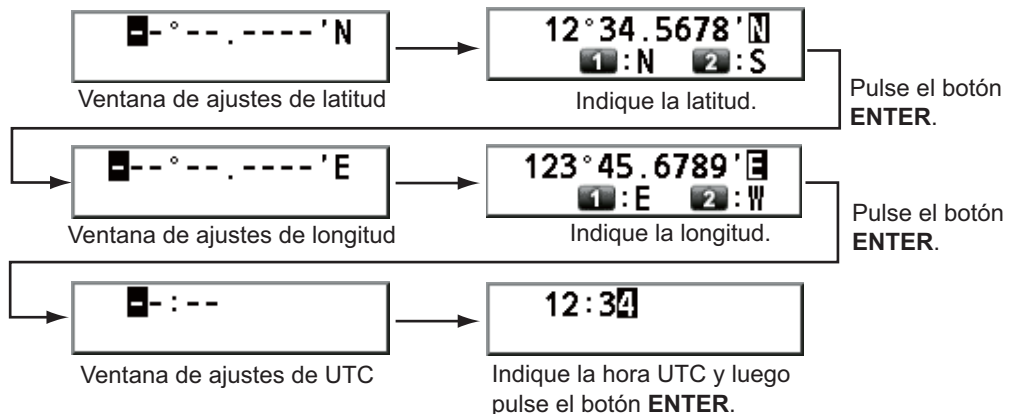 --°--.----'N
12°34.5678'N
1 :N 2 :S
Ventana de ajustes de latitud
Indique la latitud.
Pulse el botón
ENTER.
---°--.----'E
123°45.6789'E
1 :E 2 :W
Ventana de ajustes de longitud
Indique la longitud.
Pulse el botón
ENTER.
--:--
12:34
Ventana de ajustes de UTC
Indique la hora UTC y luego
pulse el botón ENTER.